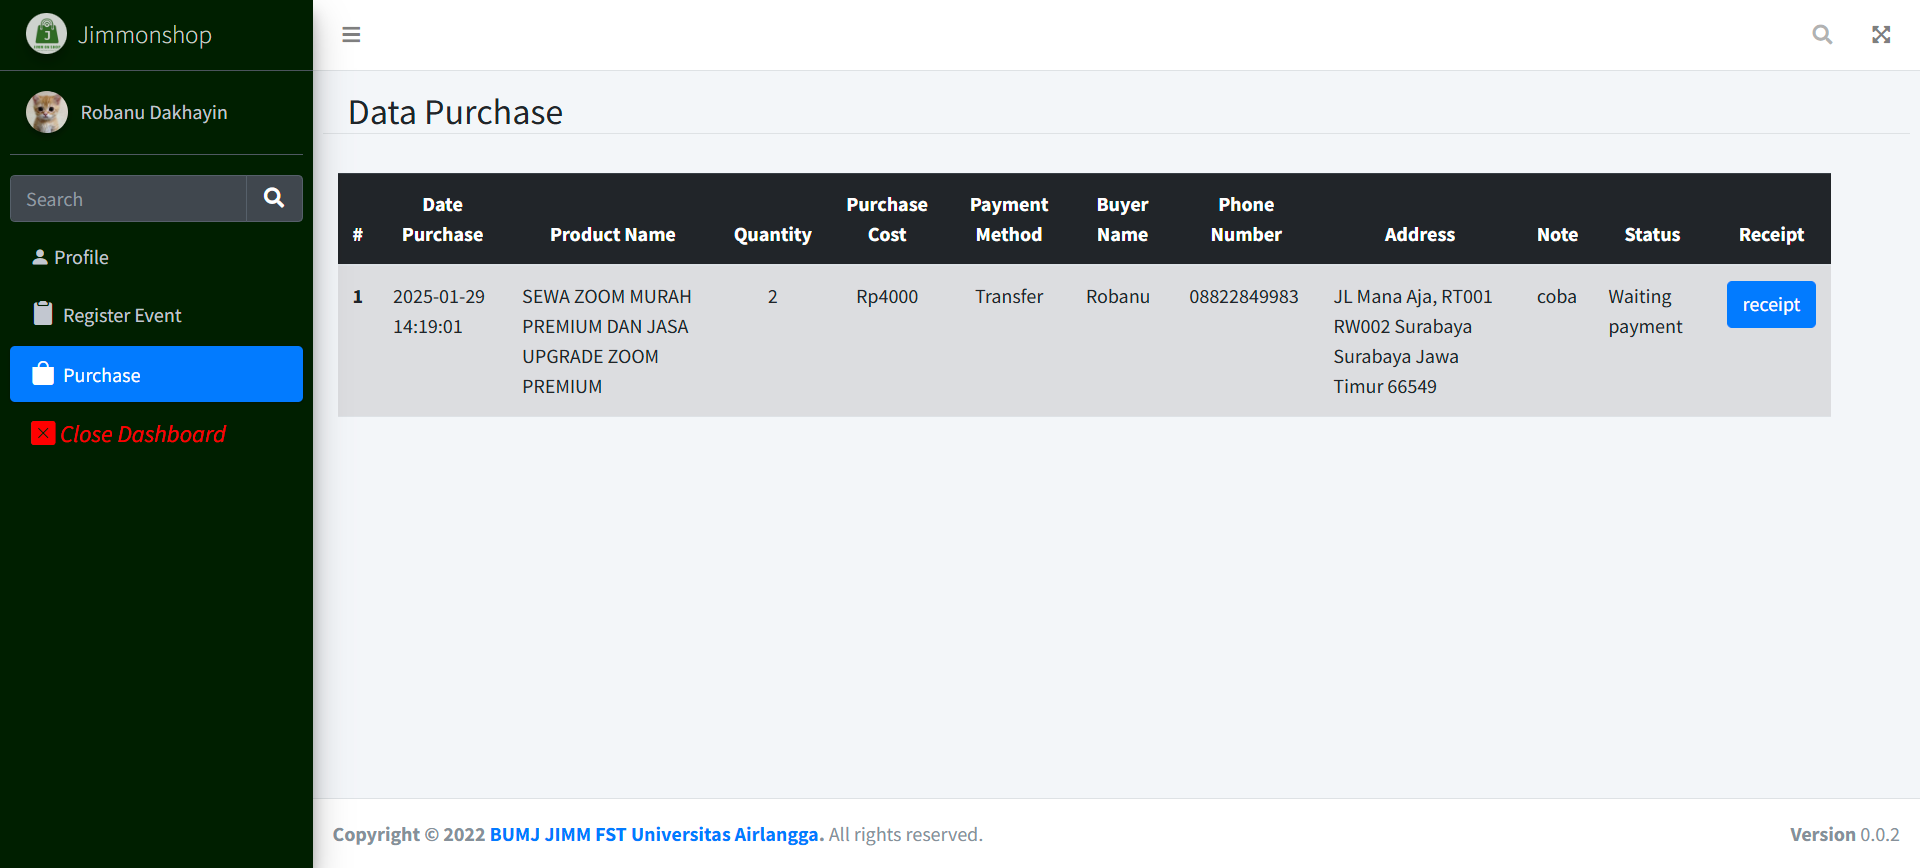 Jimmonshop
Robanu Dakhayin
Search
Profile
Register Event
Purchase
Close Dashboard
Data Purchase
# Date Purchase Product Name Quantity Purchase Cost Payment Method Buyer Name Phone Number Address Note Status Receipt
1 2025-01-29 SEWA ZOOM MURAH 2 Rp4000 Transfer Robanu 08822849983 JL Mana Aja, RT001 coba Waiting receipt
14:19:01 PREMIUM DAN JASA RW002 Surabaya payment
UPGRADE ZOOM Surabaya Jawa
PREMIUM Timur 66549
Copyright © 2022 BUMJ JIMM FST Universitas Airlangga. All rights reserved.
Version 0.0.2